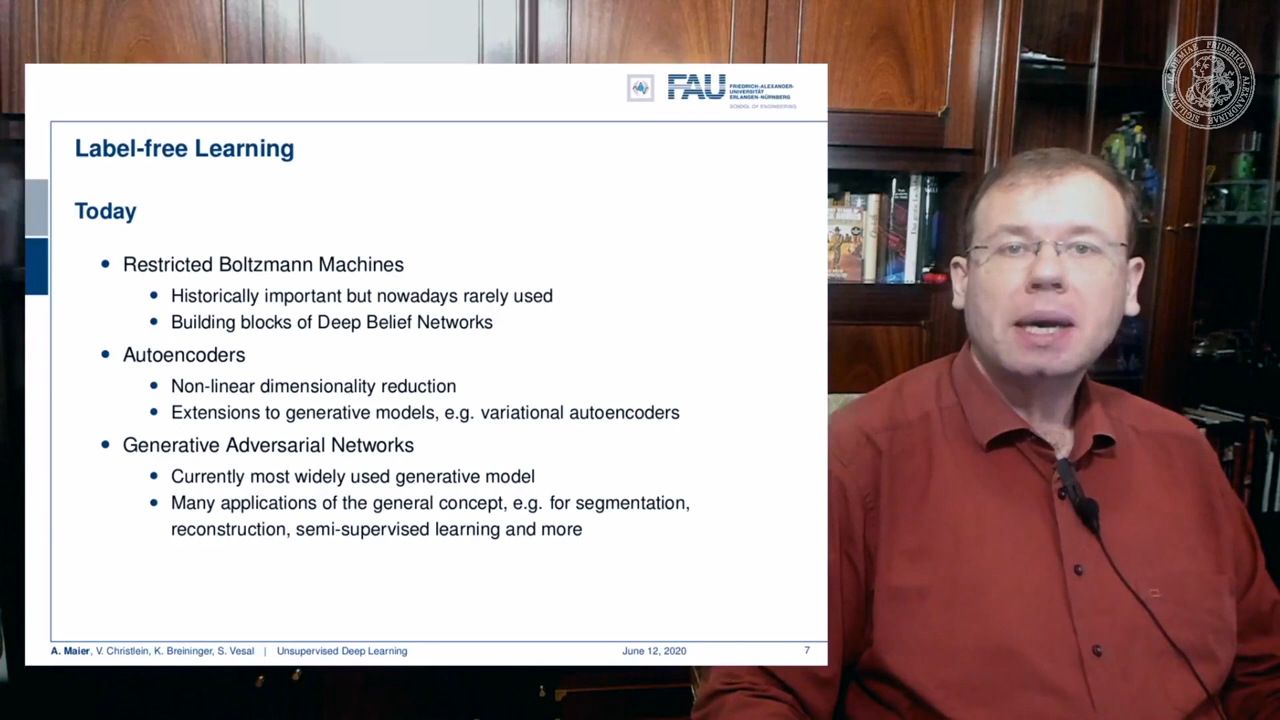 FAU
FRIEDRICH-ALEXANDER-
UNIVERSITÄT
ERLANGEN-NÜRNBERG
SCHOOL OF ENGINEERING
Label-free Learning
Today
• Restricted Boltzmann Machines
• Historically important but nowadays rarely used
• Building blocks of Deep Belief Networks
• Autoencoders
• Non-linear dimensionality reduction
• Extensions to generative models, e.g. variational autoencoders
• Generative Adversarial Networks
• Currently most widely used generative model
• Many applications of the general concept, e.g. for segmentation,
reconstruction, semi-supervised learning and more
A. Maier, V. Christlein, K. Breininger, S. Vesal | Unsupervised Deep Learning
June 12, 2020
7